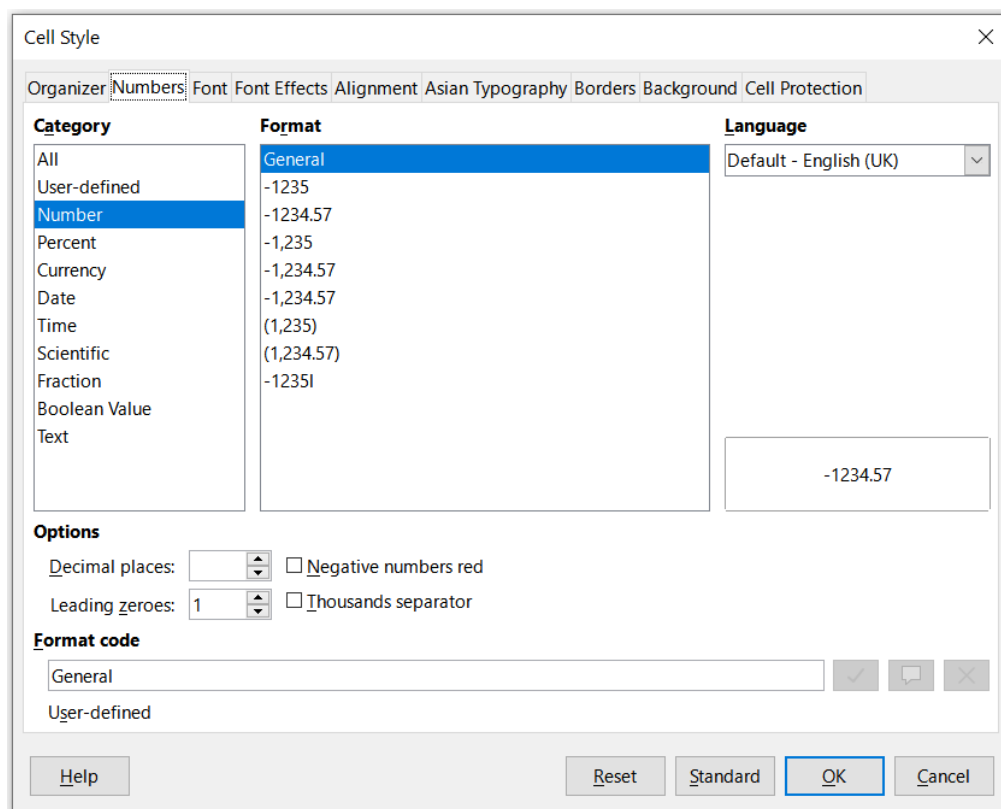 Cell Style
Organizer Numbers Font Font Effects Alignment Asian Typography Borders Background Cell Protection
Category
All
User-defined
Number
Percent
Currency
Date
Time
Scientific
Fraction
Boolean Value
Text
Format
General
-1235
-1234.57
-1,235
-1,234.57
-1,234.57
(1,235)
(1,234.57)
-1235I
Language
Default - English (UK)
-1234.57
Options
Decimal places:
Negative numbers red
Leading zeroes: 1
Thousands separator
Format code
General
User-defined
Help Reset Standard OK Cancel